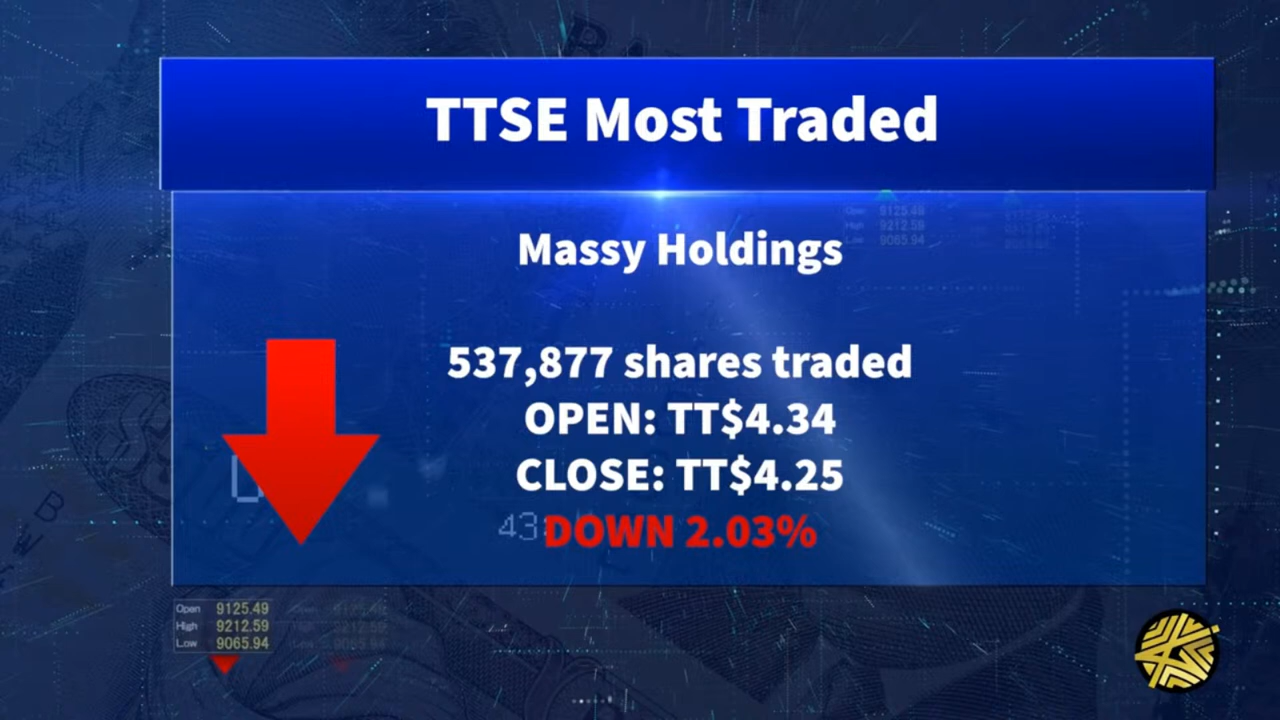 TTSE Most Traded
Massy Holdings
537,877 shares traded
OPEN: TT$4.34
CLOSE: TT$4.25
DOWN 2.03%
Open 9125.49
High 9212.59
Low 9065.94